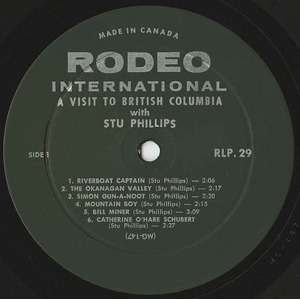 MADE IN CANADA
RODEO
INTERNATIONAL
A VISIT TO BRITISH COLUMBIA
with
STU PHILLIPS
SIDE 1
RLP. 29
1. RIVERBOAT CAPTAIN (Stu Phillips) — 2:06
2. THE OKANAGAN VALLEY (Stu Phillips) — 2:17
3. SIMON GUN-A-NOOT (Stu Phillips) — 2:20
4. MOUNTAIN BOY (Stu Phillips) — 2:15
5. BILL MINER (Stu Phillips) — 3:09
6. CATHERINE O'HARE SCHUBERT
(Stu Phillips) — 2:27
(MG-147)